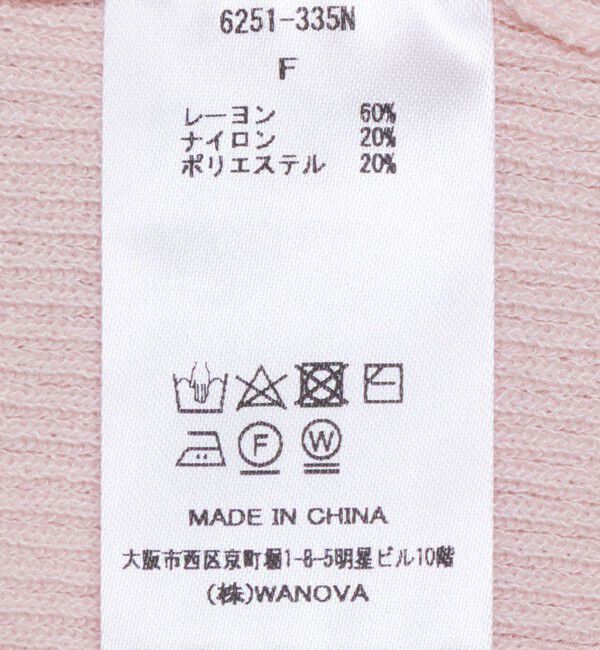 6251-335N
F
レーヨン 60%
ナイロン 20%
ポリエステル 20%
F W
MADE IN CHINA
大阪市西区京町堀1-8-5明星ビル10階
(株)WANOVA